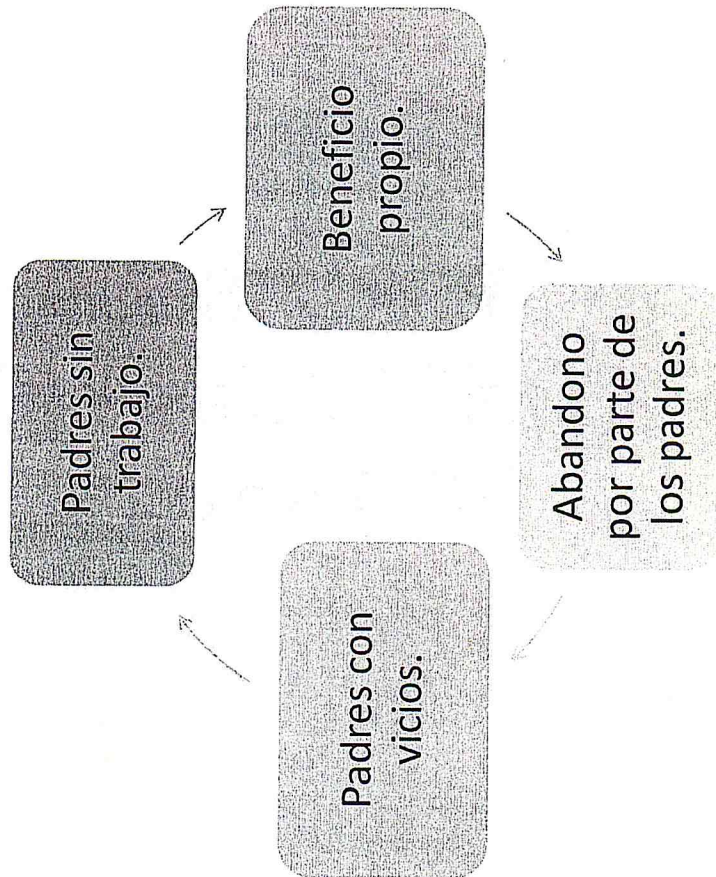 Padres sin
trabajo.
Beneficio
propio.
Abandono
por parte de
los padres.
Padres con
vicios.